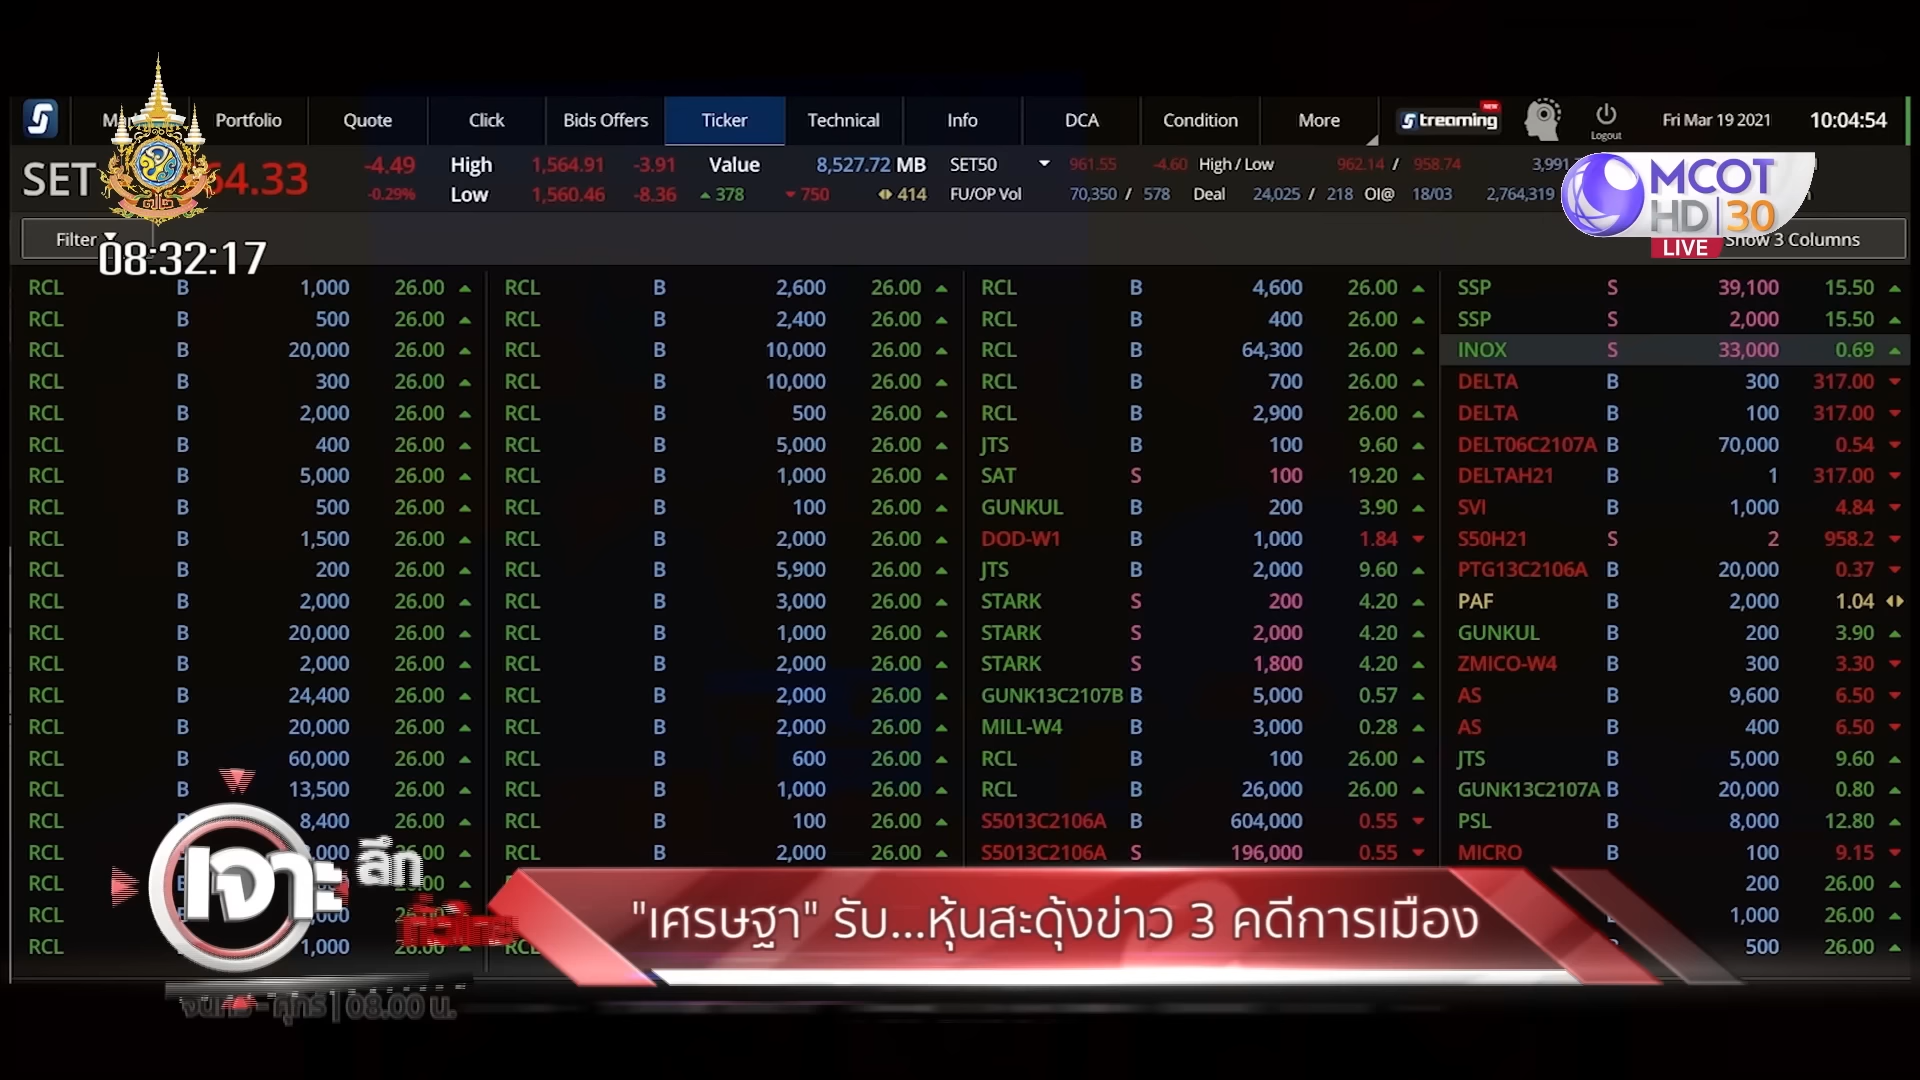 Portfolio Quote Click Bids Offers Ticker Technical Info DCA Condition More Streaming NEW Logout Fri Mar 19 2021 10:04:54
SET 64.33 -4.49 -0.29% High 1,564.91 -3.91 Value 8,527.72 MB SET50 961.55 -4.60 High / Low 962.14 / 958.74 3,991
Low 1,560.46 -8.36 378 750 414 FU/OP Vol 70,350 / 578 Deal 24,025 / 218 OI@ 18/03 2,764,319
MCOT
HD 30
LIVE
Filter Show 3 Columns
08:32:17
RCL B 1,000 26.00 RCL B 2,600 26.00 RCL B 4,600 26.00 SSP S 39,100 15.50
RCL B 500 26.00 RCL B 2,400 26.00 RCL B 400 26.00 SSP S 2,000 15.50
RCL B 20,000 26.00 RCL B 10,000 26.00 RCL B 64,300 26.00 INOX S 33,000 0.69
RCL B 300 26.00 RCL B 10,000 26.00 RCL B 700 26.00 DELTA B 300 317.00
RCL B 2,000 26.00 RCL B 500 26.00 RCL B 2,900 26.00 DELTA B 100 317.00
RCL B 400 26.00 RCL B 5,000 26.00 JTS B 100 9.60 DELT06C2107A B 70,000 0.54
RCL B 5,000 26.00 RCL B 1,000 26.00 SAT S 100 19.20 DELTAH21 B 1 317.00
RCL B 500 26.00 RCL B 100 26.00 GUNKUL B 200 3.90 SVI B 1,000 4.84
RCL B 1,500 26.00 RCL B 2,000 26.00 DOD-W1 B 1,000 1.84 S50H21 S 2 958.2
RCL B 200 26.00 RCL B 5,900 26.00 JTS B 2,000 9.60 PTG13C2106A B 20,000 0.37
RCL B 2,000 26.00 RCL B 3,000 26.00 STARK S 200 4.20 PAF B 2,000 1.04
RCL B 20,000 26.00 RCL B 1,000 26.00 STARK S 2,000 4.20 GUNKUL B 200 3.90
RCL B 2,000 26.00 RCL B 2,000 26.00 STARK S 1,800 4.20 ZMICO-W4 B 300 3.30
RCL B 24,400 26.00 RCL B 2,000 26.00 GUNK13C2107B B 5,000 0.57 AS B 9,600 6.50
RCL B 20,000 26.00 RCL B 2,000 26.00 MILL-W4 B 3,000 0.28 AS B 400 6.50
RCL B 60,000 26.00 RCL B 600 26.00 RCL B 100 26.00 JTS B 5,000 9.60
RCL B 13,500 26.00 RCL B 1,000 26.00 RCL B 26,000 26.00 GUNK13C2107A B 20,000 0.80
RCL 8,400 26.00 RCL B 100 26.00 S5013C2106A B 604,000 0.55 PSL B 8,000 12.80
RCL RCL B 2,000 26.00 S5013C2106A S 196,000 0.55 MICRO B 100 9.15
RCL 200 26.00
RCL 1,000 26.00
RCL 1,000 26.00 500 26.00
เจาะลึก
ทั่วไทย
"เศรษฐา" รับ...หุ้นสะดุ้งข่าว 3 คดีการเมือง
จันทร์ - ศุกร์ | 08.00 น.